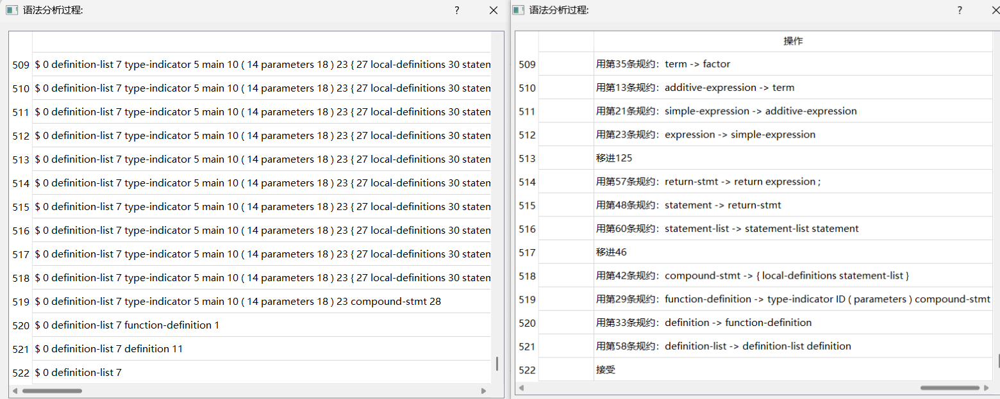 语法分析过程:
?
509 $ 0 definition-list 7 type-indicator 5 main 10 ( 14 parameters 18 ) 23 { 27 local-definitions 30 statem
510 $ 0 definition-list 7 type-indicator 5 main 10 ( 14 parameters 18 ) 23 { 27 local-definitions 30 statem
511 $ 0 definition-list 7 type-indicator 5 main 10 ( 14 parameters 18 ) 23 { 27 local-definitions 30 statem
512 $ 0 definition-list 7 type-indicator 5 main 10 ( 14 parameters 18 ) 23 { 27 local-definitions 30 statem
513 $ 0 definition-list 7 type-indicator 5 main 10 ( 14 parameters 18 ) 23 { 27 local-definitions 30 statem
514 $ 0 definition-list 7 type-indicator 5 main 10 ( 14 parameters 18 ) 23 { 27 local-definitions 30 statem
515 $ 0 definition-list 7 type-indicator 5 main 10 ( 14 parameters 18 ) 23 { 27 local-definitions 30 statem
516 $ 0 definition-list 7 type-indicator 5 main 10 ( 14 parameters 18 ) 23 { 27 local-definitions 30 statem
517 $ 0 definition-list 7 type-indicator 5 main 10 ( 14 parameters 18 ) 23 { 27 local-definitions 30 statem
518 $ 0 definition-list 7 type-indicator 5 main 10 ( 14 parameters 18 ) 23 { 27 local-definitions 30 statem
519 $ 0 definition-list 7 type-indicator 5 main 10 ( 14 parameters 18 ) 23 compound-stmt 28
520 $ 0 definition-list 7 function-definition 1
521 $ 0 definition-list 7 definition 11
522 $ 0 definition-list 7
语法分析过程:
?
操作
509 用第35条规约：term -> factor
510 用第13条规约：additive-expression -> term
511 用第21条规约：simple-expression -> additive-expression
512 用第23条规约：expression -> simple-expression
513 移进125
514 用第57条规约：return-stmt -> return expression ;
515 用第48条规约：statement -> return-stmt
516 用第60条规约：statement-list -> statement-list statement
517 移进46
518 用第42条规约：compound-stmt -> { local-definitions statement-list }
519 用第29条规约：function-definition -> type-indicator ID ( parameters ) compound-stmt
520 用第33条规约：definition -> function-definition
521 用第58条规约：definition-list -> definition-list definition
522 接受